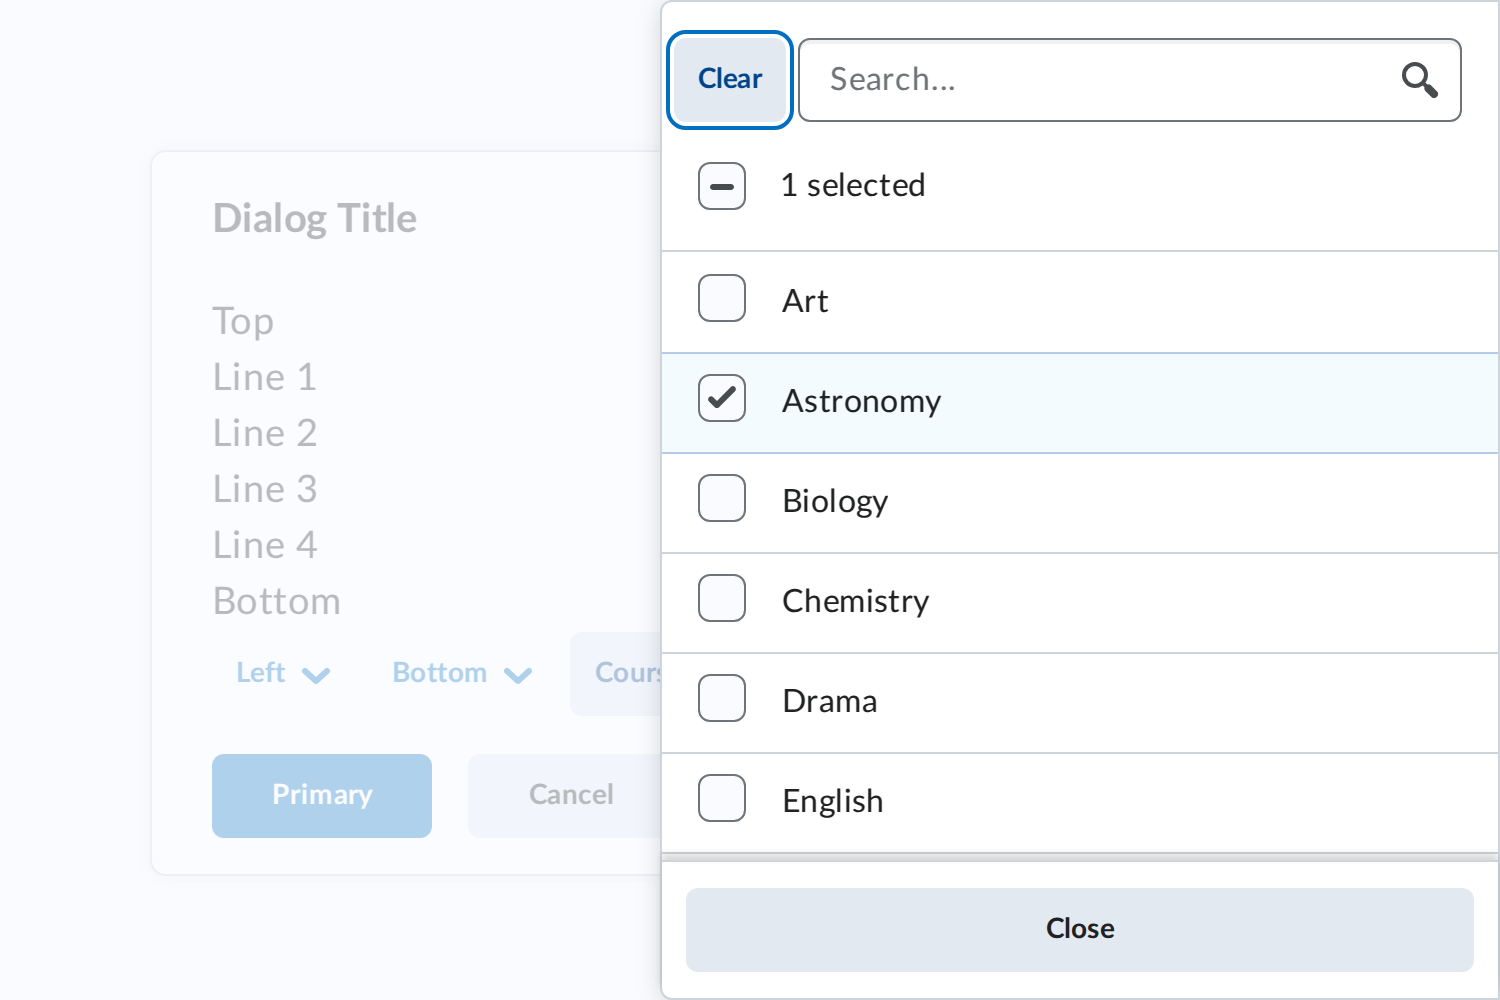 Clear
Search...
1 selected
Art
Astronomy
Biology
Chemistry
Drama
English
Close
Dialog Title
Top
Line 1
Line 2
Line 3
Line 4
Bottom
Left Bottom
Primary Cancel